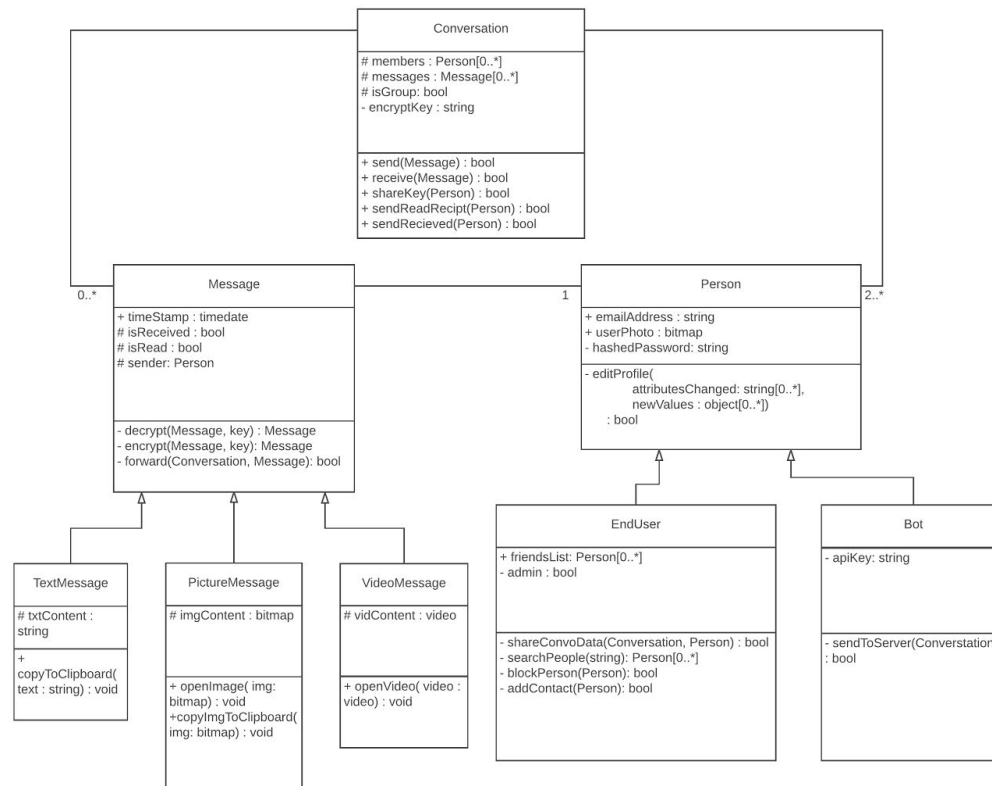 Conversation
# members : Person[0..*]
# messages : Message[0..*]
# isGroup: bool
- encryptKey : string
+ send(Message) : bool
+ receive(Message) : bool
+ shareKey(Person) : bool
+ sendReadRecipt(Person) : bool
+ sendRecieved(Person) : bool
0..*
1
2..*
Message
+ timeStamp : timedate
# isReceived : bool
# isRead : bool
# sender: Person
- decrypt(Message, key) : Message
- encrypt(Message, key): Message
- forward(Conversation, Message): bool
Person
+ emailAddress : string
+ userPhoto : bitmap
- hashedPassword: string
- editProfile(
attributesChanged: string[0..*],
newValues : object[0..*])
: bool
TextMessage
# txtContent :
string
+
copyToClipboard(
text : string) : void
PictureMessage
# imgContent : bitmap
+ openImage( img:
bitmap) : void
+copyImgToClipboard(
img: bitmap) : void
VideoMessage
# vidContent : video
+ openVideo( video :
video) : void
EndUser
+ friendsList: Person[0..*]
- admin : bool
- shareConvoData(Conversation, Person) : bool
- searchPeople(string): Person[0..*]
- blockPerson(Person): bool
- addContact(Person): bool
Bot
- apiKey: string
- sendToServer(Converstation
: bool